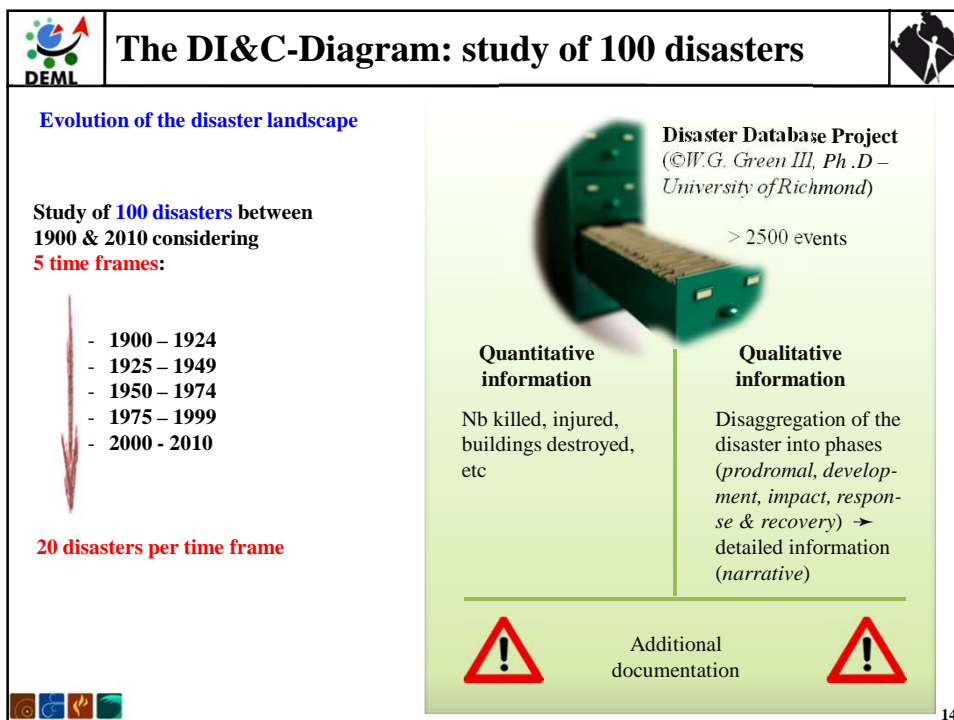 The DI&C-Diagram: study of 100 disasters
DEML
Evolution of the disaster landscape
Study of 100 disasters between
1900 & 2010 considering
5 time frames:
- 1900 – 1924
- 1925 – 1949
- 1950 – 1974
- 1975 – 1999
- 2000 - 2010
20 disasters per time frame
Disaster Database Project
(©W.G. Green III, Ph .D –
University of Richmond)
> 2500 events
Quantitative
information
Nb killed, injured,
buildings destroyed,
etc
Qualitative
information
Disaggregation of the
disaster into phases
(prodromal, develop-
ment, impact, respon-
se & recovery) ➛
detailed information
(narrative)
Additional
documentation
14